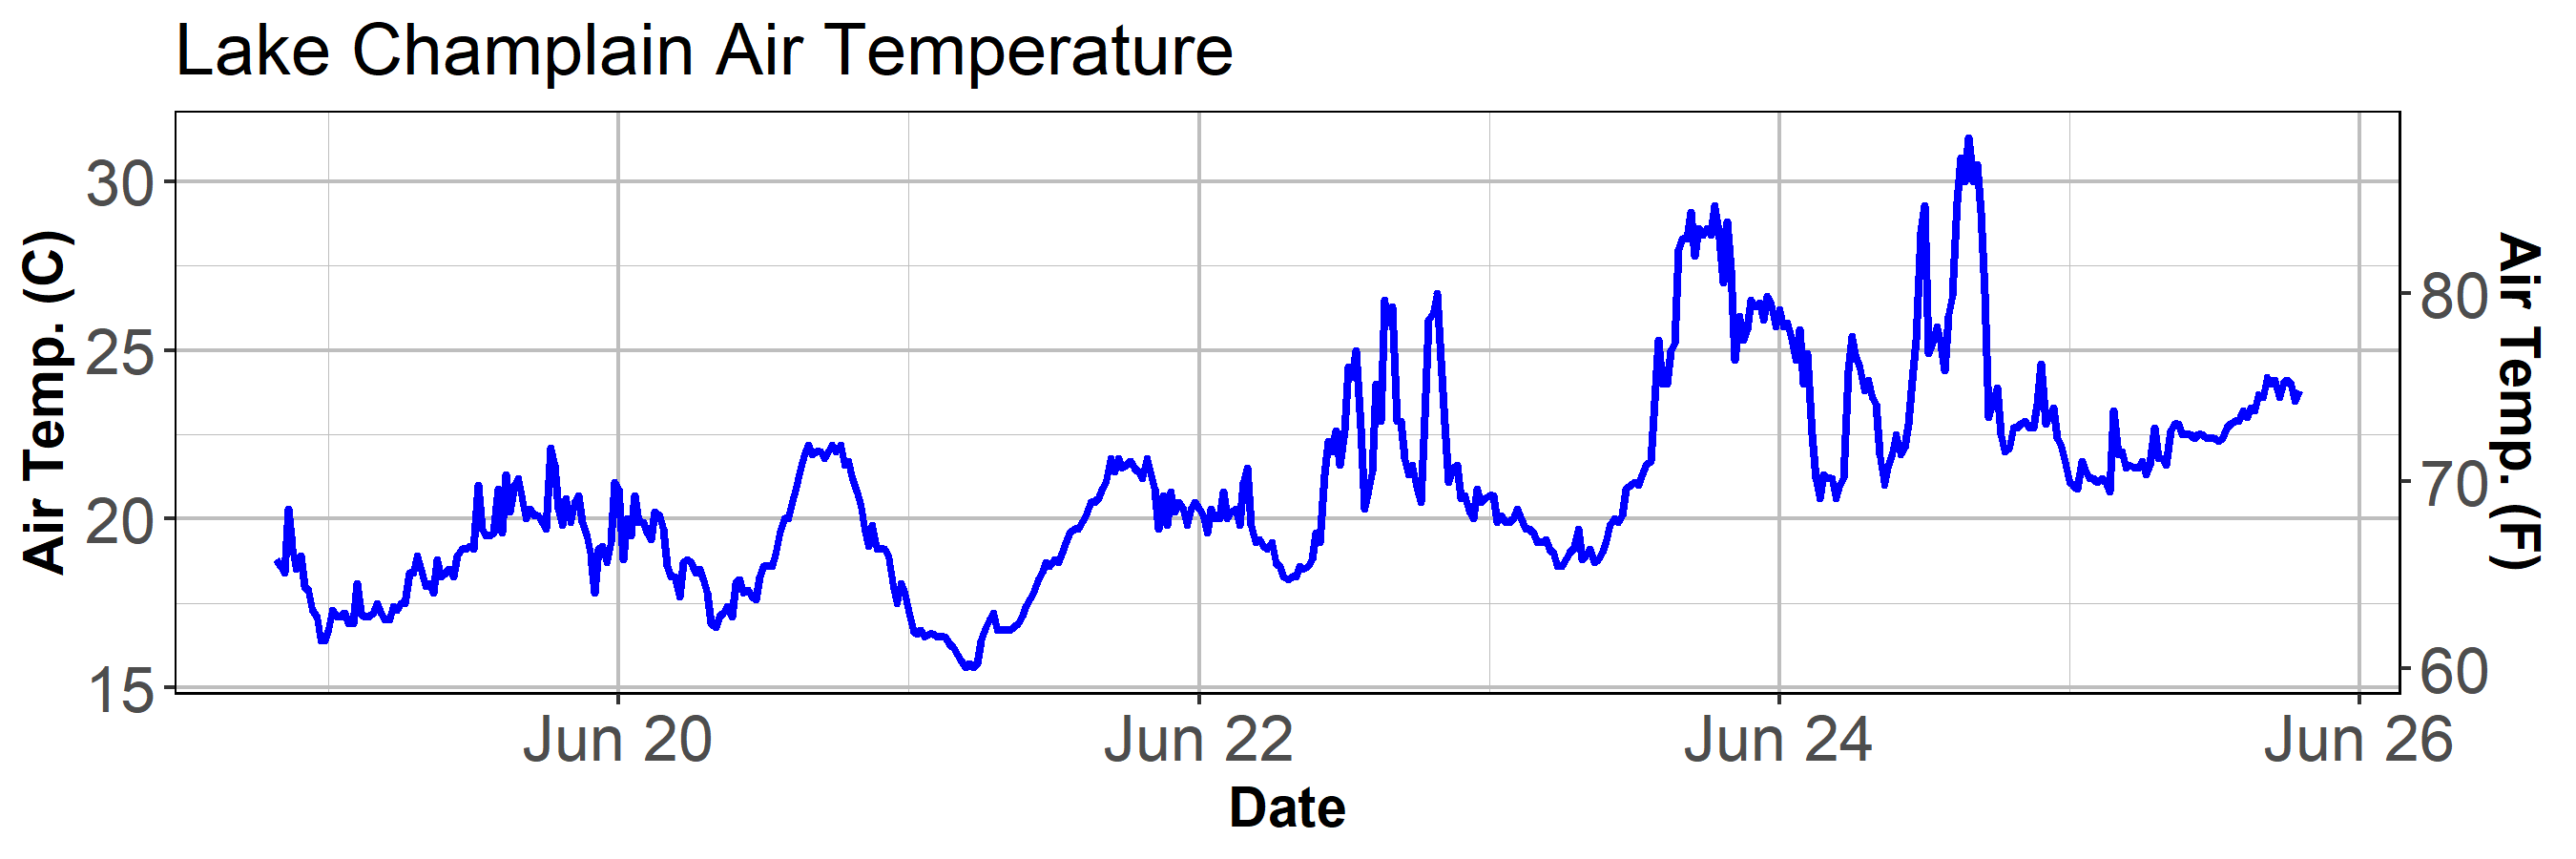 Lake Champlain Air Temperature
Air Temp. (C)
30
25
20
15
80
70
60
Air Temp. (F)
Jun 20
Jun 22
Jun 24
Jun 26
Date